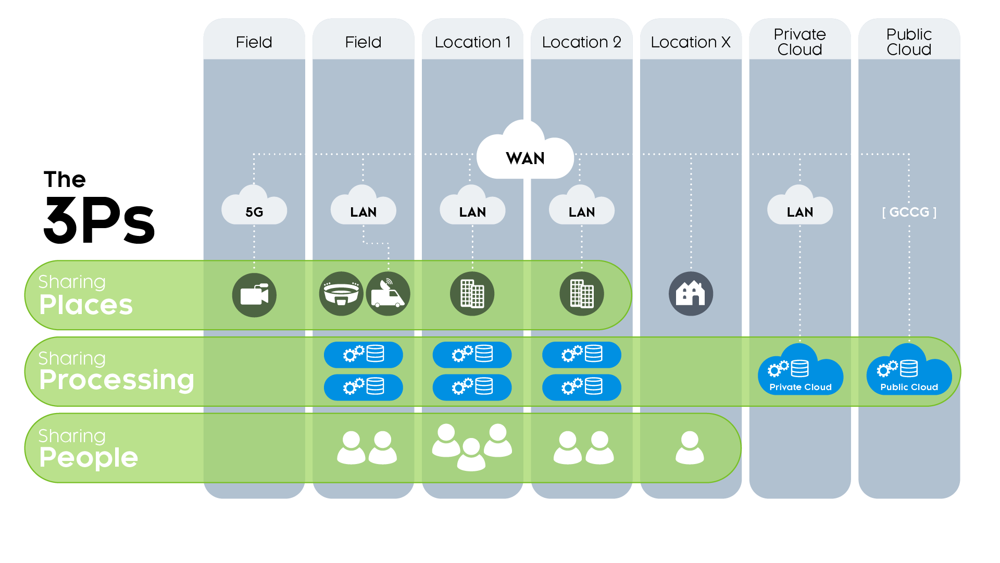 Field
Field
Location 1
Location 2
Location X
Private
Cloud
Public
Cloud
WAN
The
3Ps
5G
LAN
LAN
LAN
LAN
[ GCCG ]
Sharing
Places
Sharing
Processing
Private Cloud
Public Cloud
Sharing
People